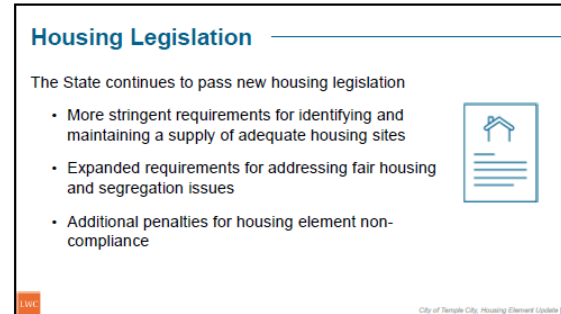 Housing Legislation
The State continues to pass new housing legislation
• More stringent requirements for identifying and
maintaining a supply of adequate housing sites
• Expanded requirements for addressing fair housing
and segregation issues
• Additional penalties for housing element non-
compliance
LWC
City of Temple City, Housing Element Update |